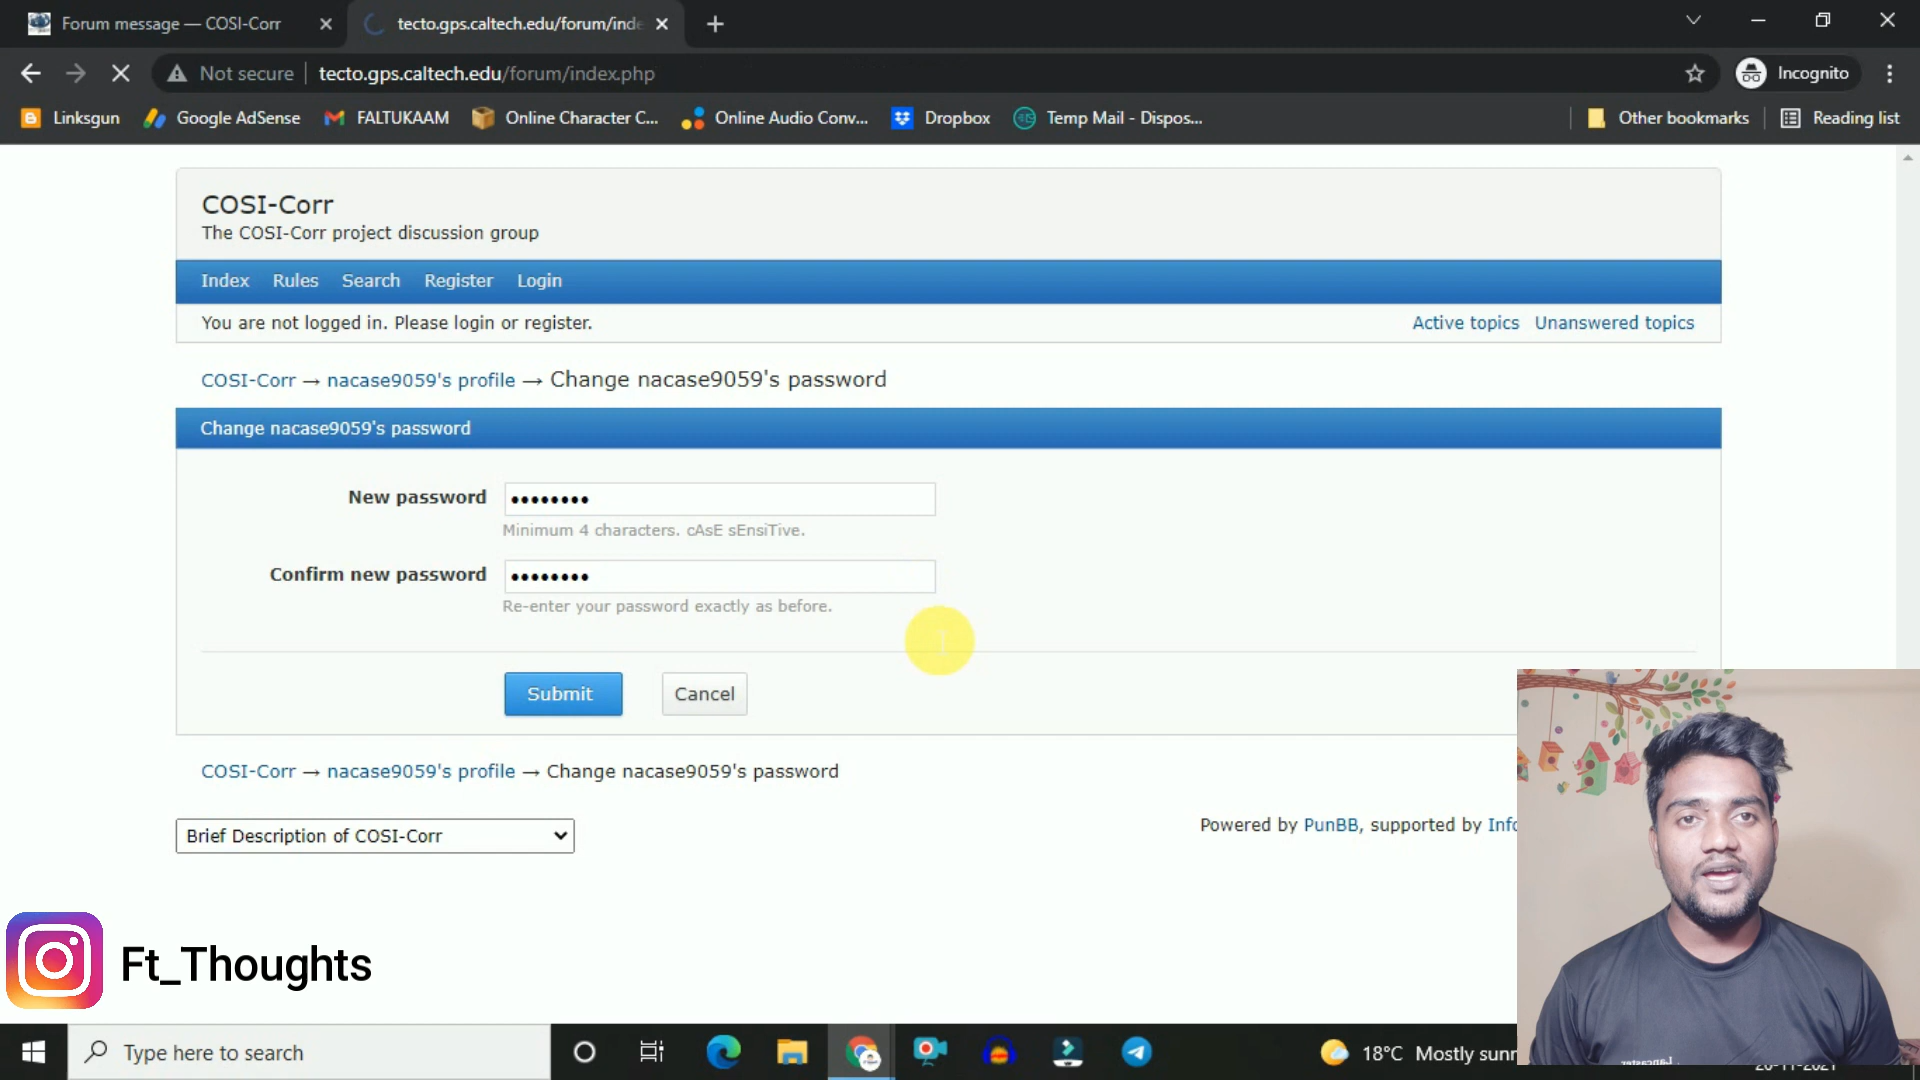 Forum message — COSI-Corr
tecto.gps.caltech.edu/forum/inde
Not secure
tecto.gps.caltech.edu/forum/index.php
Incognito
Linksgun
Google AdSense
FALTUKAAM
Online Character C...
Online Audio Conv...
Dropbox
Temp Mail - Dispos...
Other bookmarks
Reading list
COSI-Corr
The COSI-Corr project discussion group
Index Rules Search Register Login
You are not logged in. Please login or register.
Active topics Unanswered topics
COSI-Corr → nacase9059's profile → Change nacase9059's password
Change nacase9059's password
New password
••••••••
Minimum 4 characters. cAsE sEnsiTive.
Confirm new password
••••••••
Re-enter your password exactly as before.
Submit
Cancel
COSI-Corr → nacase9059's profile → Change nacase9059's password
Brief Description of COSI-Corr
Powered by PunBB, supported by Info
Ft_Thoughts
Type here to search
18°C Mostly sunn